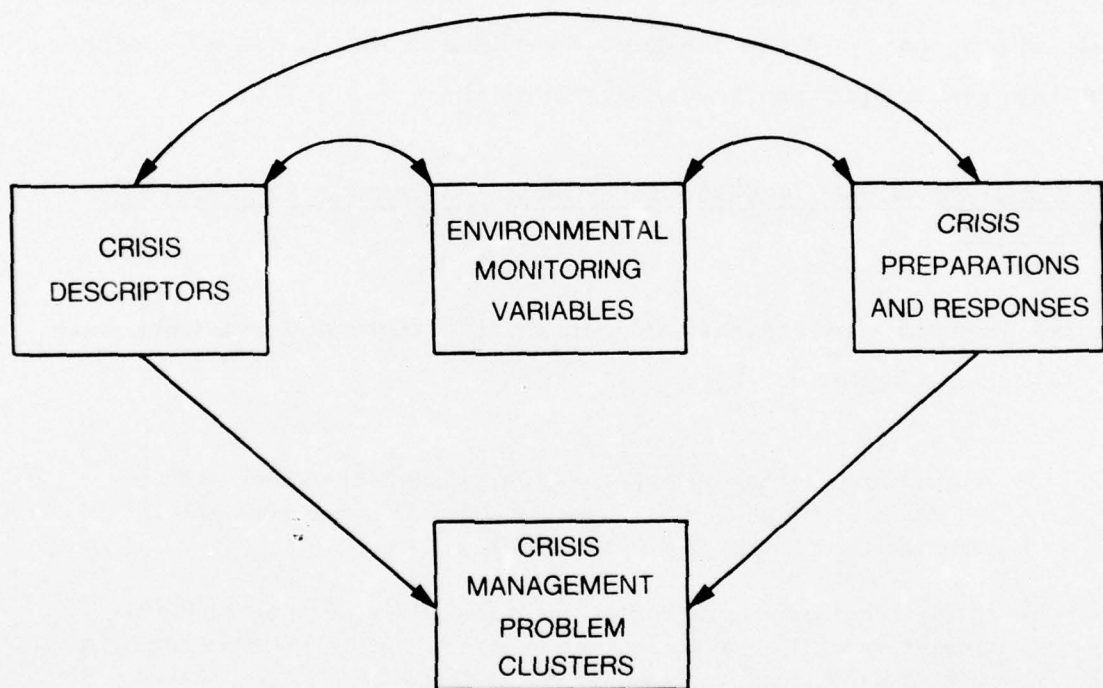 CRISIS
DESCRIPTORS
ENVIRONMENTAL
MONITORING
VARIABLES
CRISIS
PREPARATIONS
AND RESPONSES
CRISIS
MANAGEMENT
PROBLEM
CLUSTERS